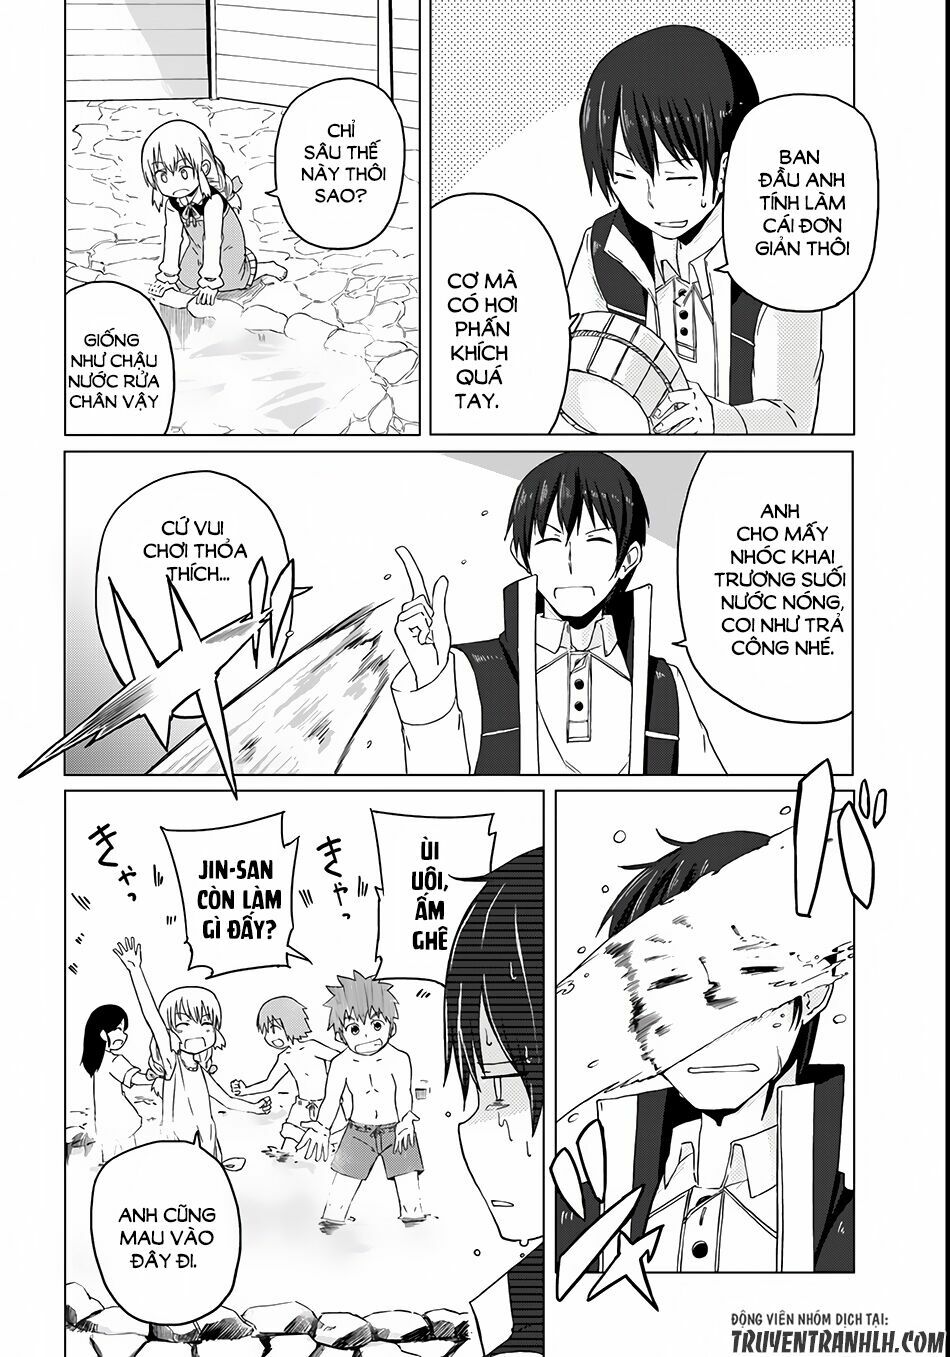 BAN
ĐẦU ANH
TÍNH LÀM
CÁI ĐƠN
GIẢN THÔI
CƠ MÀ
CÓ HƠI
PHẤN
KHÍCH
QUÁ
TAY.
CHỈ
SÂU THẾ
NÀY THÔI
SAO?
GIỐNG
NHƯ CHẬU
NƯỚC RỬA
CHÂN VẬY
ANH
CHO MẤY
NHÓC KHAI
TRƯƠNG SUỐI
NƯỚC NÓNG,
COI NHƯ TRẢ
CÔNG NHÉ.
CỨ VUI
CHƠI THỎA
THÍCH...
ÙI
UÔI,
ẤM
GHÊ
きゃっ
JIN-SAN
CÒN LÀM
GÌ ĐẤY?
きゃっ
ANH CŨNG
MAU VÀO
ĐÂY ĐI.
ĐỘNG VIÊN NHÓM DỊCH TẠI:
TRUYENTRANHLH.COM